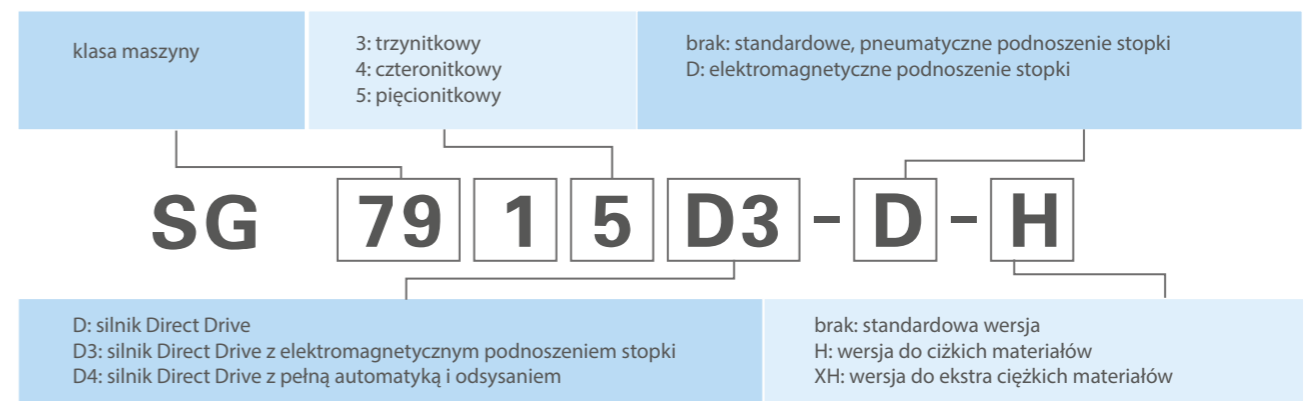 klasa maszyny
3: trzynitkowy
4: czteronitkowy
5: pięcionitkowy
brak: standardowe, pneumatyczne podnoszenie stopki
D: elektromagnetyczne podnoszenie stopki
SG 79 1 5 D3 - D - H
D: silnik Direct Drive
D3: silnik Direct Drive z elektromagnetycznym podnoszeniem stopki
D4: silnik Direct Drive z pełną automatyką i odsysaniem
brak: standardowa wersja
H: wersja do ciżkich materiałów
XH: wersja do ekstra ciężkich materiałów